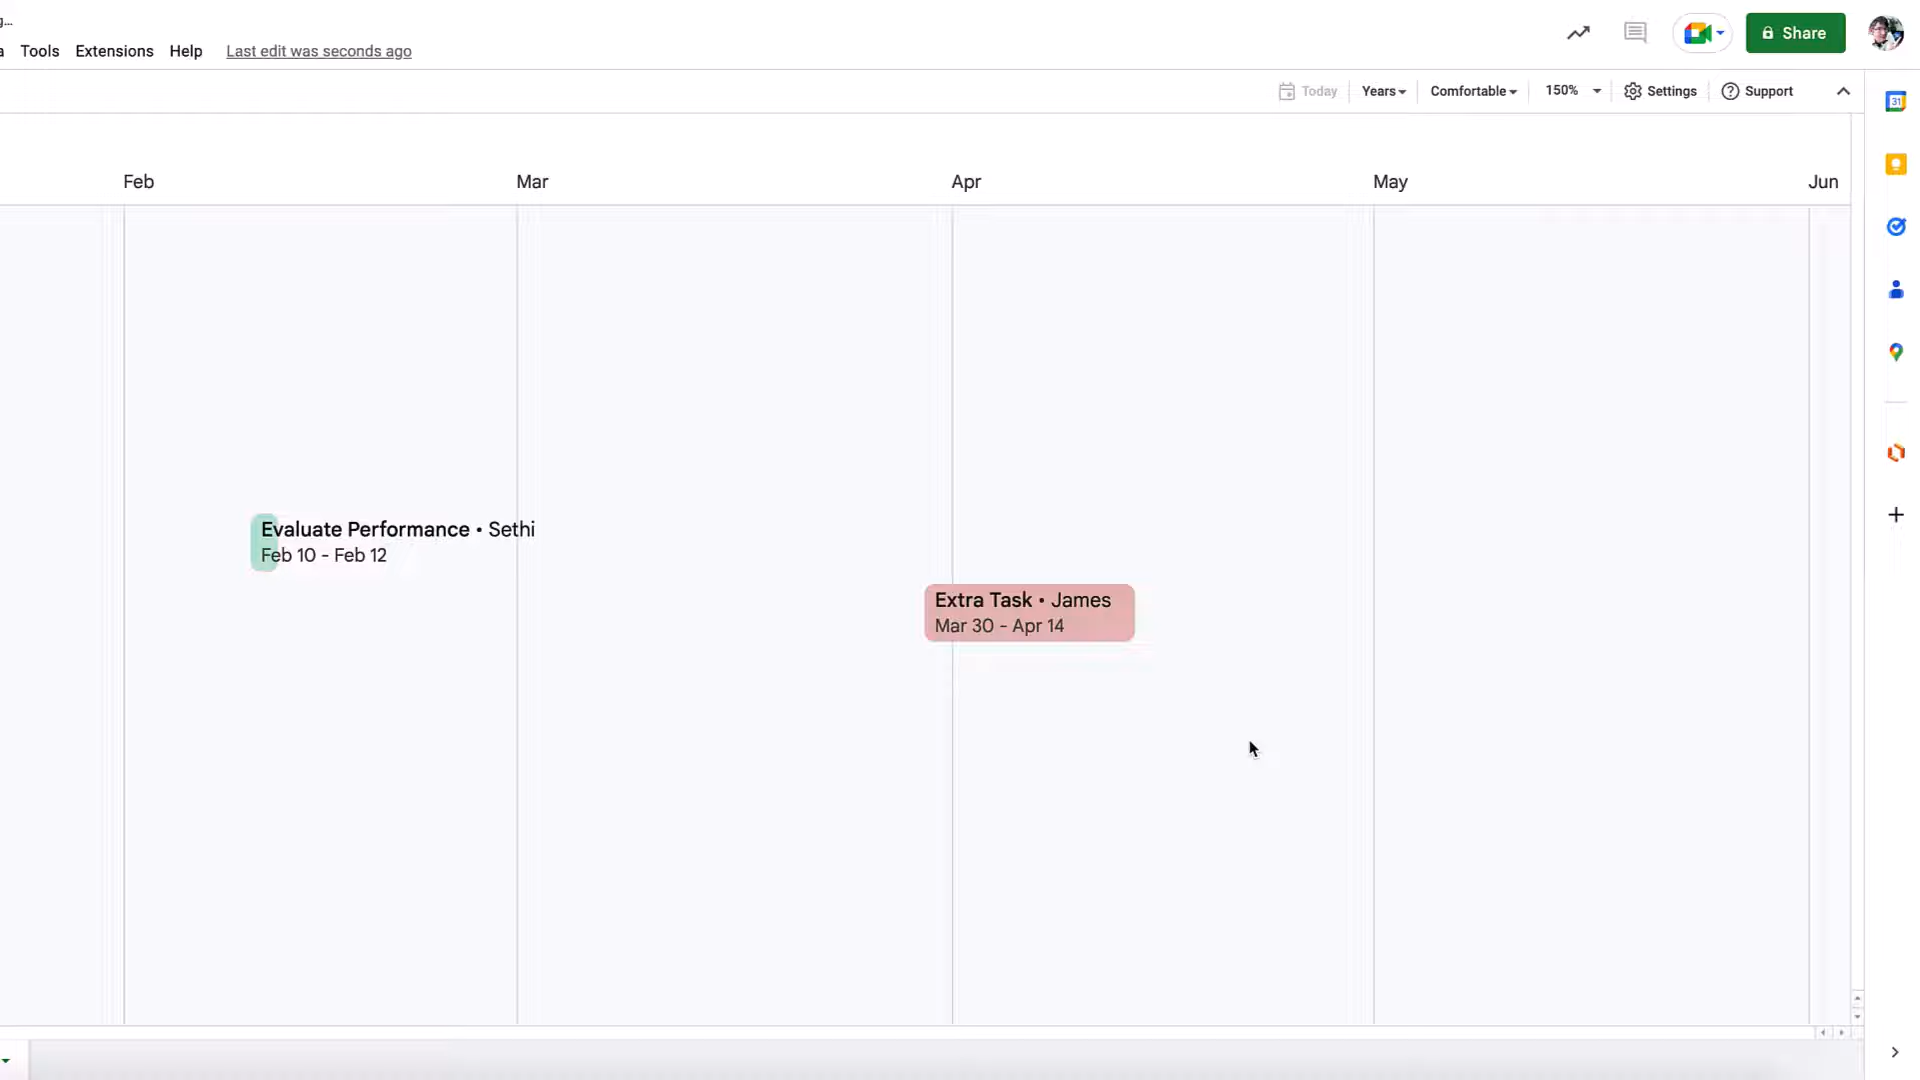 g...
a Tools Extensions Help Last edit was seconds ago
Share
Today Years Comfortable 150% Settings Support
31
Feb Mar Apr May Jun
Evaluate Performance • Sethi
Feb 10 - Feb 12
Extra Task • James
Mar 30 - Apr 14